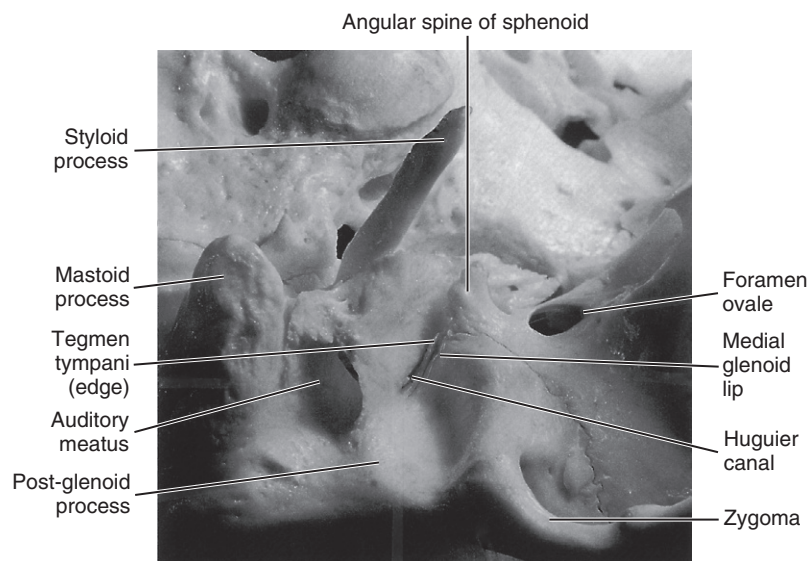 Angular spine of sphenoid
Styloid
process
Mastoid
process
Tegmen
tympani
(edge)
Auditory
meatus
Post-glenoid
process
Foramen
ovale
Medial
glenoid
lip
Huguier
canal
Zygoma